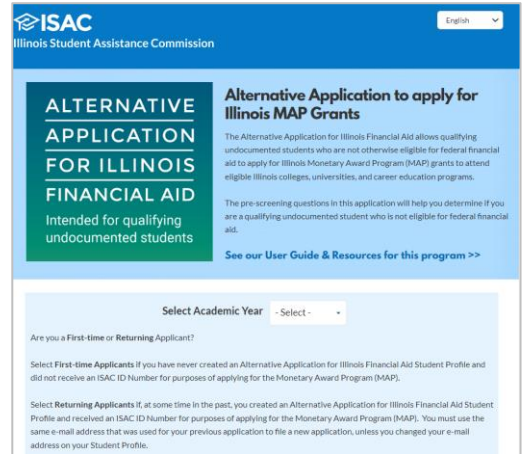 ISAC
Illinois Student Assistance Commission
English
ALTERNATIVE
APPLICATION
FOR ILLINOIS
FINANCIAL AID
Intended for qualifying
undocumented students
Alternative Application to apply for
Illinois MAP Grants
The Alternative Application for Illinois Financial Aid allows qualifying
undocumented students who are not otherwise eligible for federal financial
aid to apply for Illinois Monetary Award Program (MAP) grants to attend
eligible Illinois colleges, universities, and career education programs.
The pre-screening questions in this application will help you determine if you
are a qualifying undocumented student who is not eligible for federal financial
aid.
See our User Guide & Resources for this program >>
Select Academic Year - Select -
Are you a First-time or Returning Applicant?
Select First-time Applicants if you have never created an Alternative Application for Illinois Financial Aid Student Profile and
did not receive an ISAC ID Number for purposes of applying for the Monetary Award Program (MAP).
Select Returning Applicants if, at some time in the past, you created an Alternative Application for Illinois Financial Aid Student
Profile and received an ISAC ID Number for purposes of applying for the Monetary Award Program (MAP). You must use the
same e-mail address that was used for your previous application to file a new application, unless you changed your e-mail
address on your Student Profile.